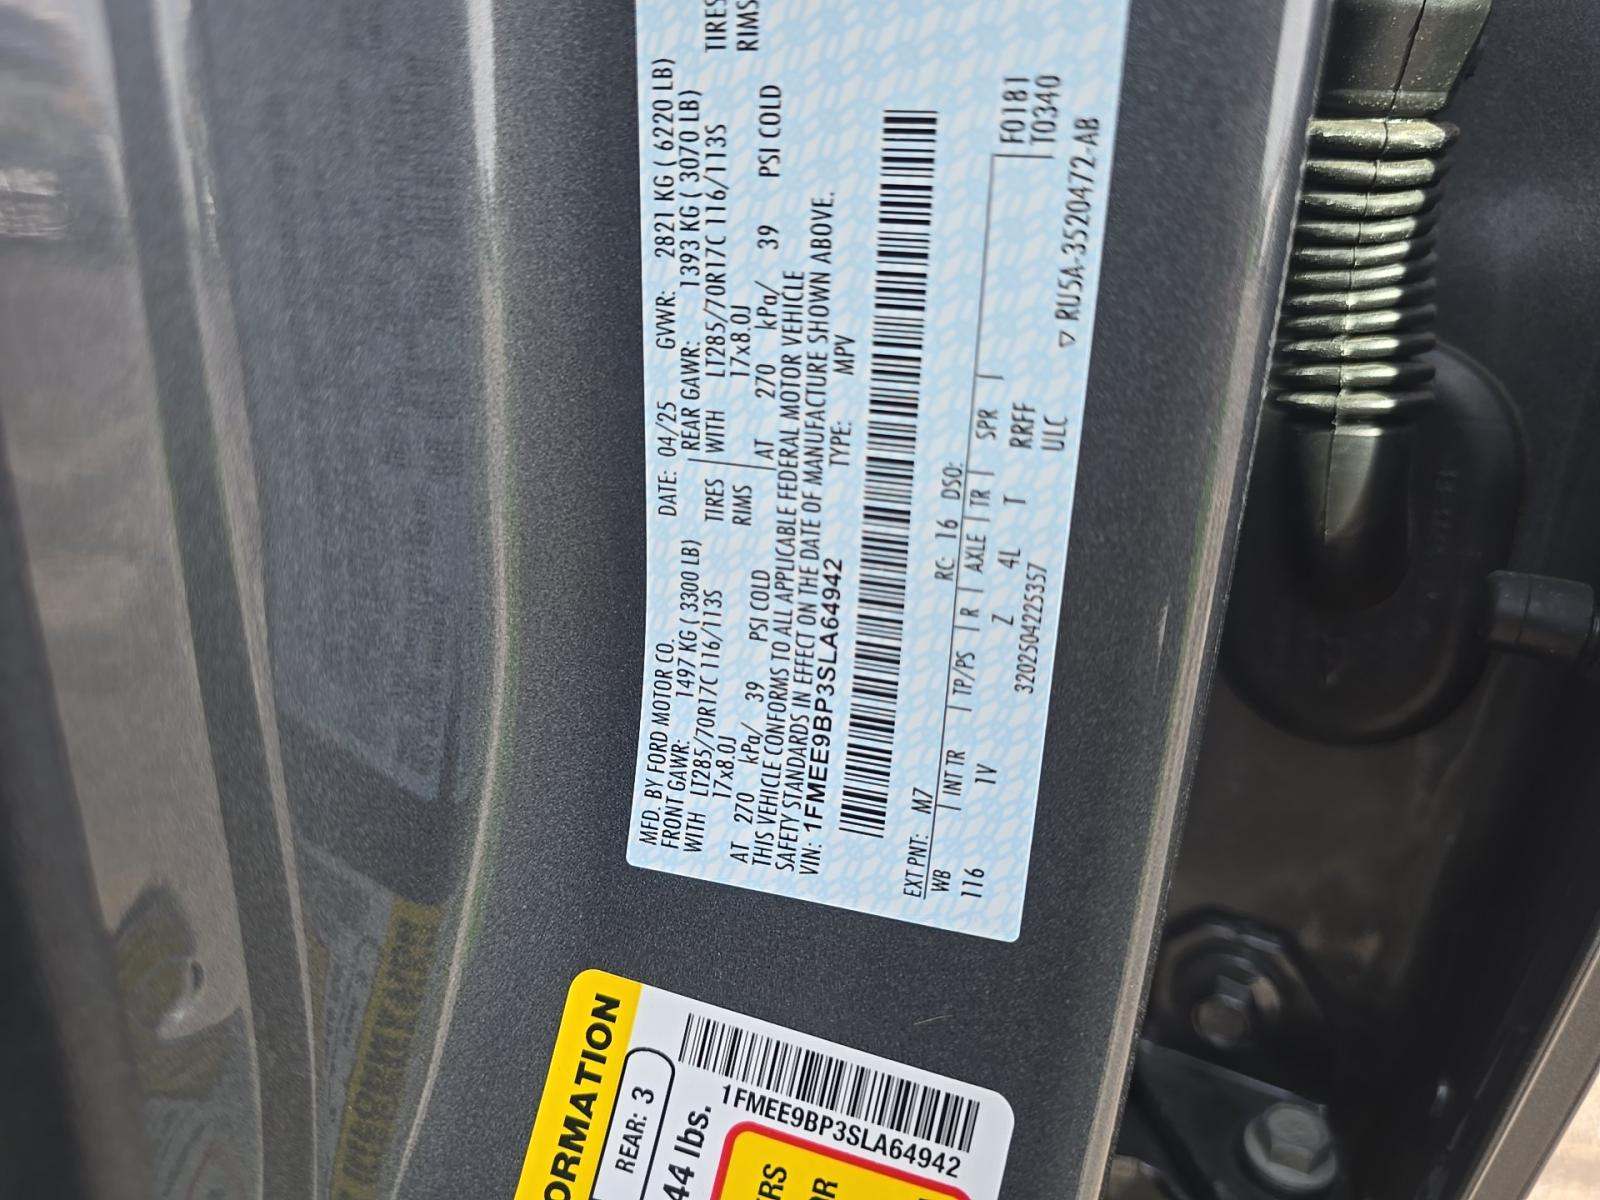 MFD. BY FORD MOTOR CO. DATE: 04/25 GVWR: 2821 KG ( 6220 LB)
FRONT GAWR: 1497 KG ( 3300 LB) REAR GAWR: 1393 KG ( 3070 LB)
WITH LT285/70R17C 116/113S TIRES WITH LT285/70R17C 116/113S TIRES
17x8.0J RIMS 17x8.0J RIMS
AT 270 kPa/ 39 PSI COLD AT 270 kPa/ 39 PSI COLD
THIS VEHICLE CONFORMS TO ALL APPLICABLE FEDERAL MOTOR VEHICLE
SAFETY STANDARDS IN EFFECT ON THE DATE OF MANUFACTURE SHOWN ABOVE.
VIN: 1FMEE9BP3SLA64942 TYPE: MPV
EXT PNT: M7 RC: 16 DSO: F0181
WB INT TR TP/PS R AXLE TR SPR T0340
116 1V Z 4L T RRFF
3202504225357 ULC ▽ RU5A-3520472-AB
ORMATION
REAR: 3
44 lbs.
1FMEE9BP3SLA64942
ERS
OR